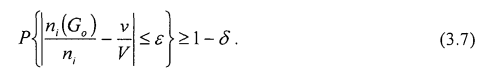 P{|n_i(G_o)/n_i − v/V| ≤ ε} ≥ 1 − δ . (3.7)